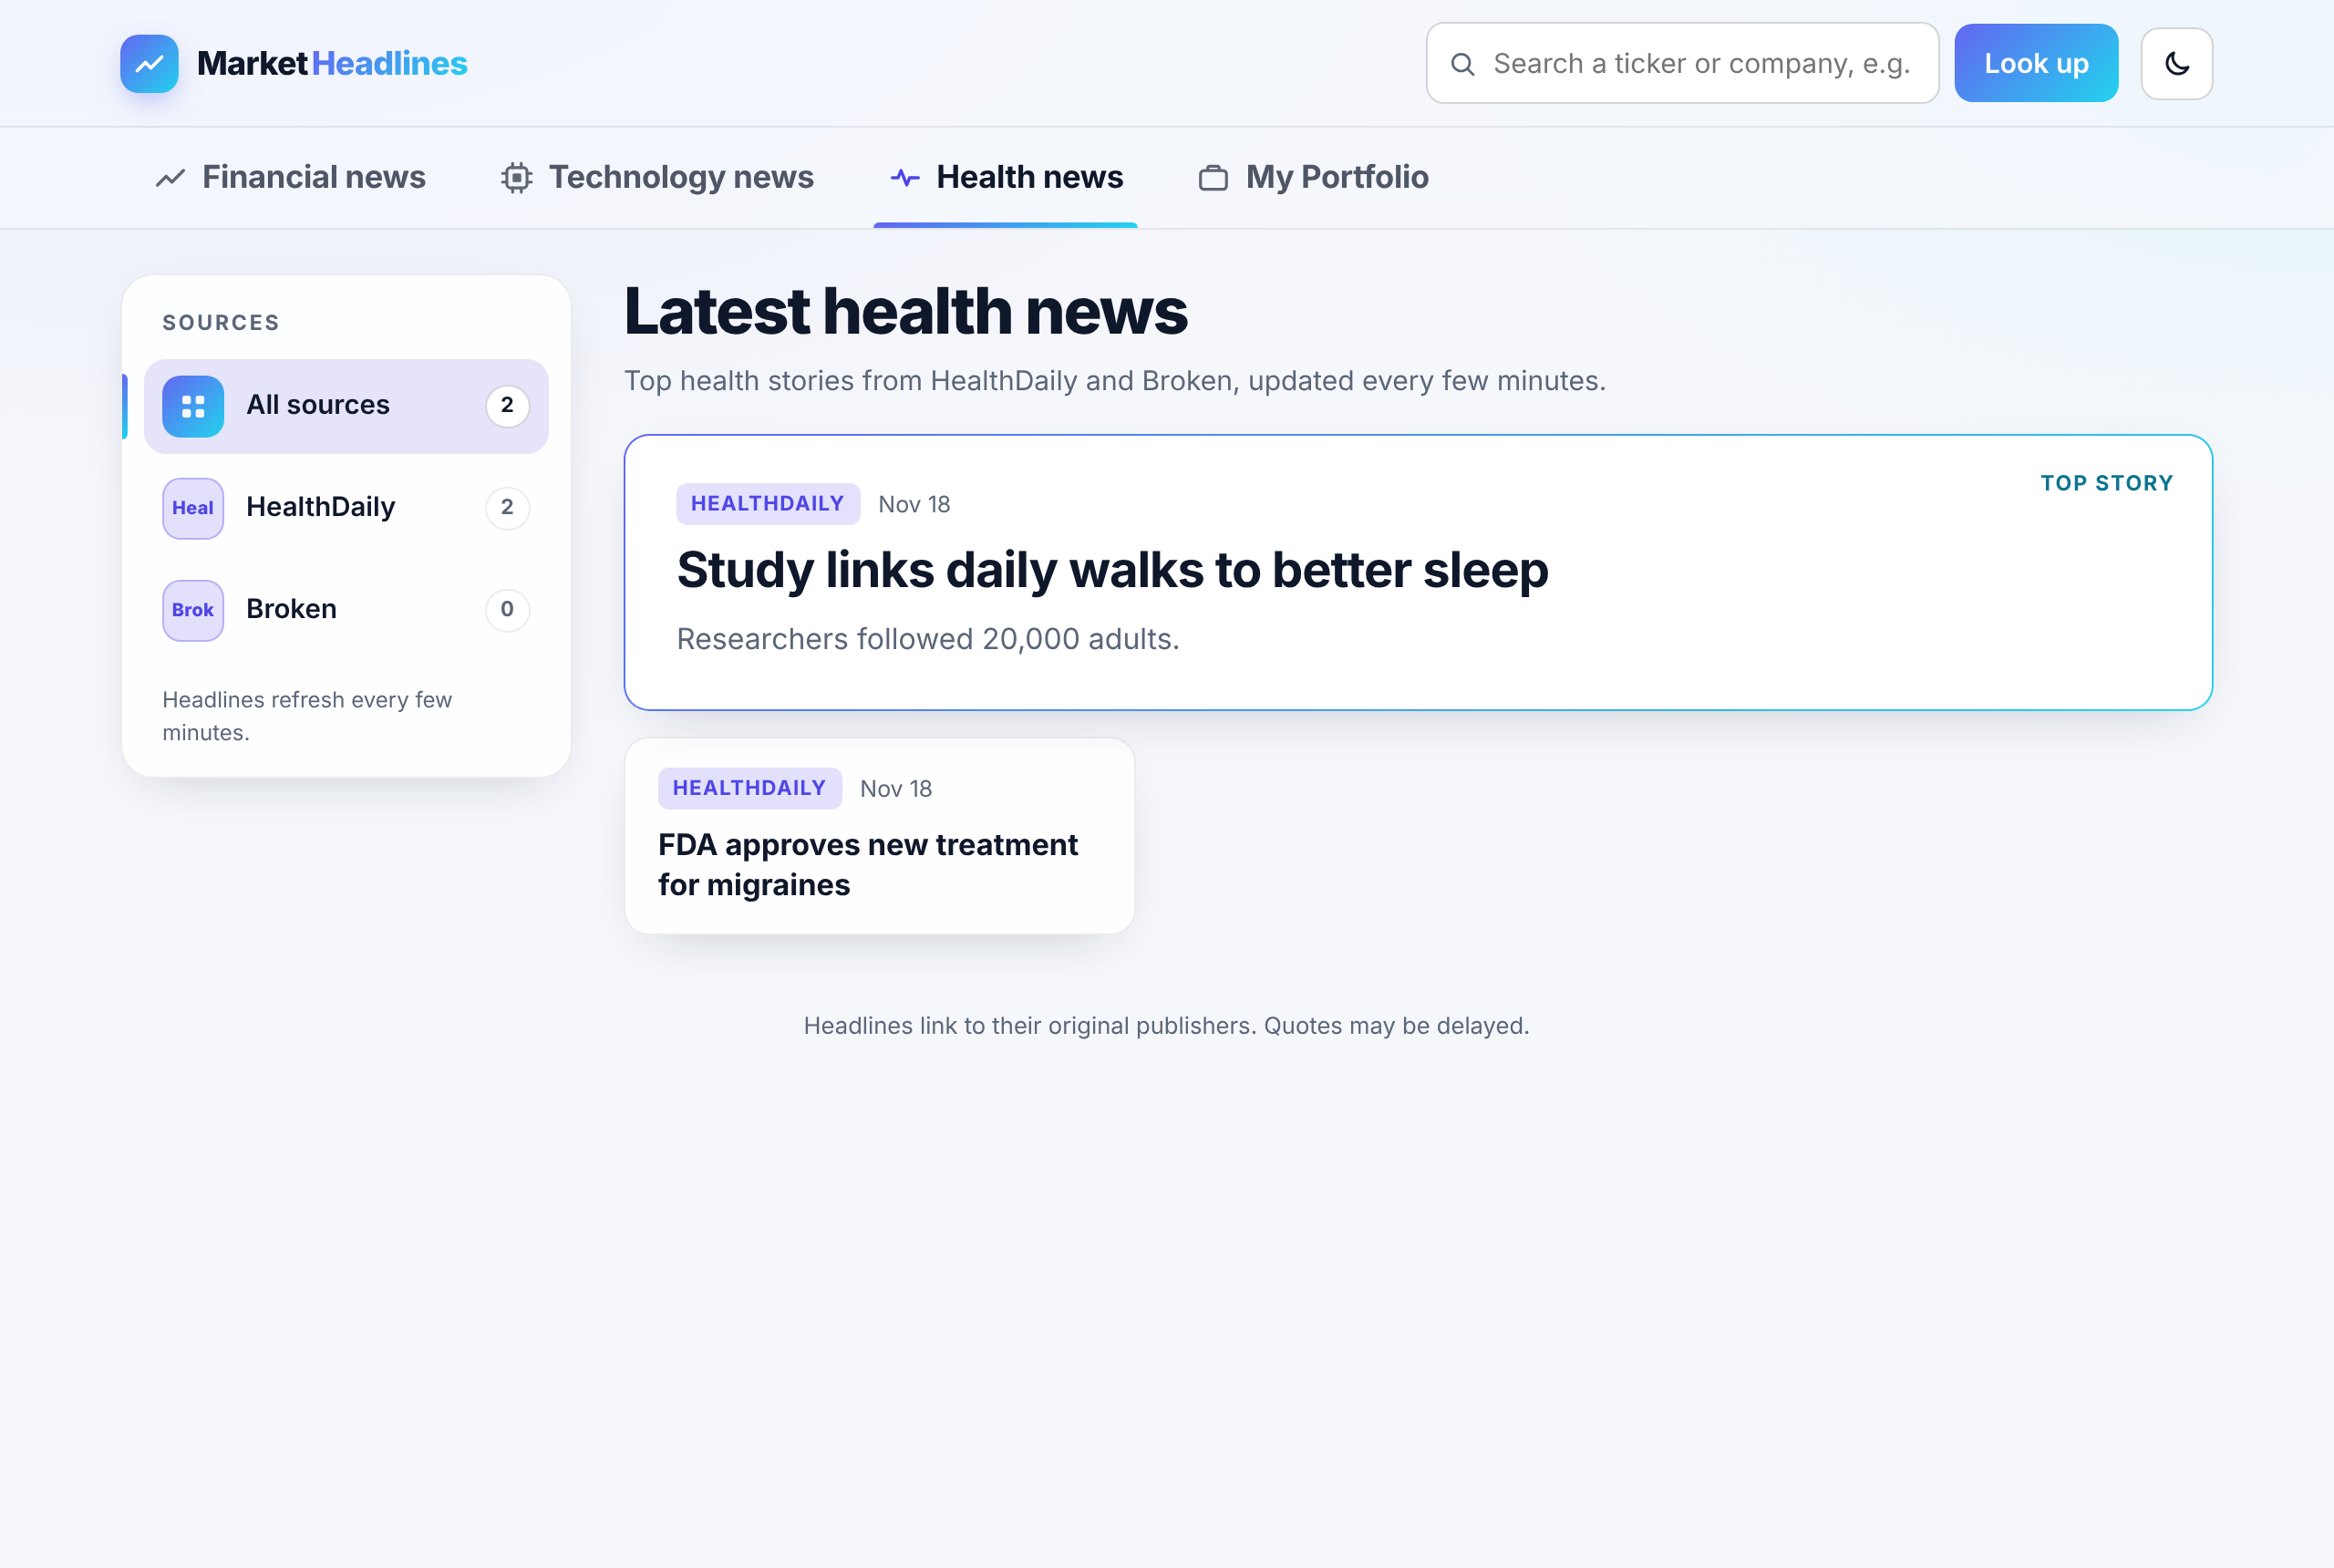 MarketHeadlines
Search a ticker or company, e.g.
Look up
Financial news
Technology news
Health news
My Portfolio
SOURCES
All sources
2
Heal
HealthDaily
2
Brok
Broken
0
Headlines refresh every few
minutes.
Latest health news
Top health stories from HealthDaily and Broken, updated every few minutes.
HEALTHDAILY
Nov 18
TOP STORY
Study links daily walks to better sleep
Researchers followed 20,000 adults.
HEALTHDAILY
Nov 18
FDA approves new treatment
for migraines
Headlines link to their original publishers. Quotes may be delayed.